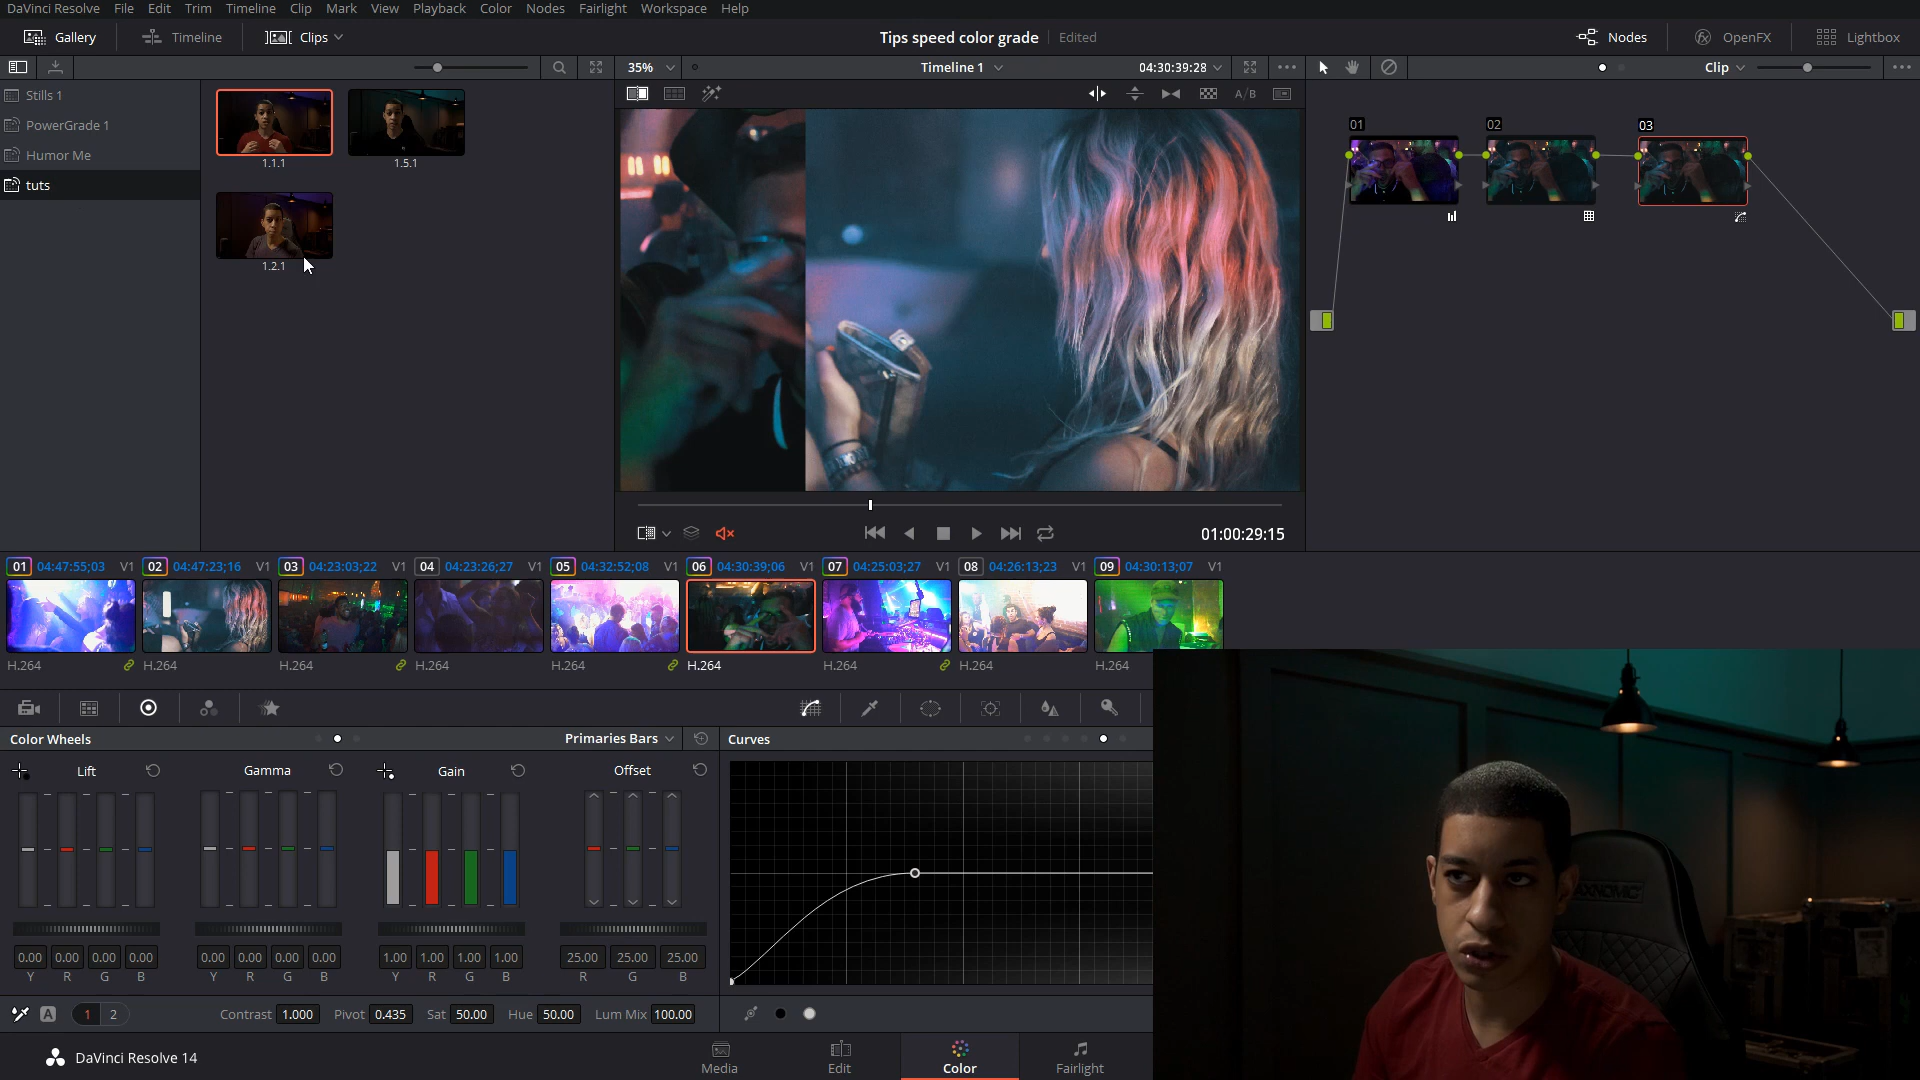 DaVinci Resolve File Edit Trim Timeline Clip Mark View Playback Color Nodes Fairlight Workspace Help
Gallery Timeline Clips Tips speed color grade Edited Nodes OpenFX Lightbox
35% Timeline 1 04:30:39:28 Clip
A/B
Stills 1
PowerGrade 1
Humor Me
tuts
1.1.1 1.5.1
1.2.1
01 02 03
01:00:29:15
01 04:47:55;03 V1 02 04:47:23;16 V1 03 04:23:03;22 V1 04 04:23:26;27 V1 05 04:32:52;08 V1 06 04:30:39;06 V1 07 04:25:03;27 V1 08 04:26:13;23 V1 09 04:30:13;07 V1
H.264 H.264 H.264 H.264 H.264 H.264 H.264 H.264 H.264
Color Wheels Primaries Bars Curves
Lift Gamma Gain Offset
0.00 0.00 0.00 0.00 0.00 0.00 0.00 0.00 1.00 1.00 1.00 1.00 25.00 25.00 25.00
Y R G B Y R G B Y R G B R G B
A 1 2 Contrast 1.000 Pivot 0.435 Sat 50.00 Hue 50.00 Lum Mix 100.00
DaVinci Resolve 14 Media Edit Color Fairlight